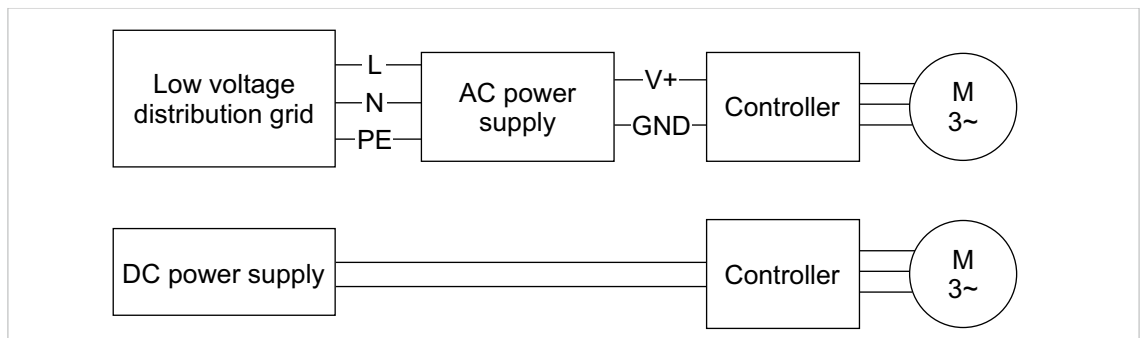 Low voltage
distribution grid
L
N
PE
AC power
supply
V+
GND
Controller
M
3~
DC power supply
Controller
M
3~